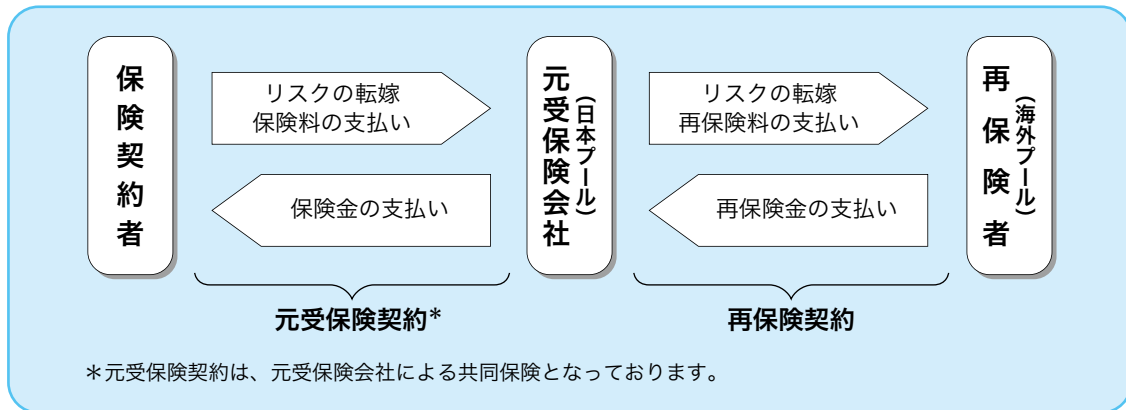 保険契約者
リスクの転嫁
保険料の支払い
保険金の支払い
元受保険会社
(日本プール)
リスクの転嫁
再保険料の支払い
再保険金の支払い
再保険者
(海外プール)
元受保険契約*
再保険契約
*元受保険契約は、元受保険会社による共同保険となっております。